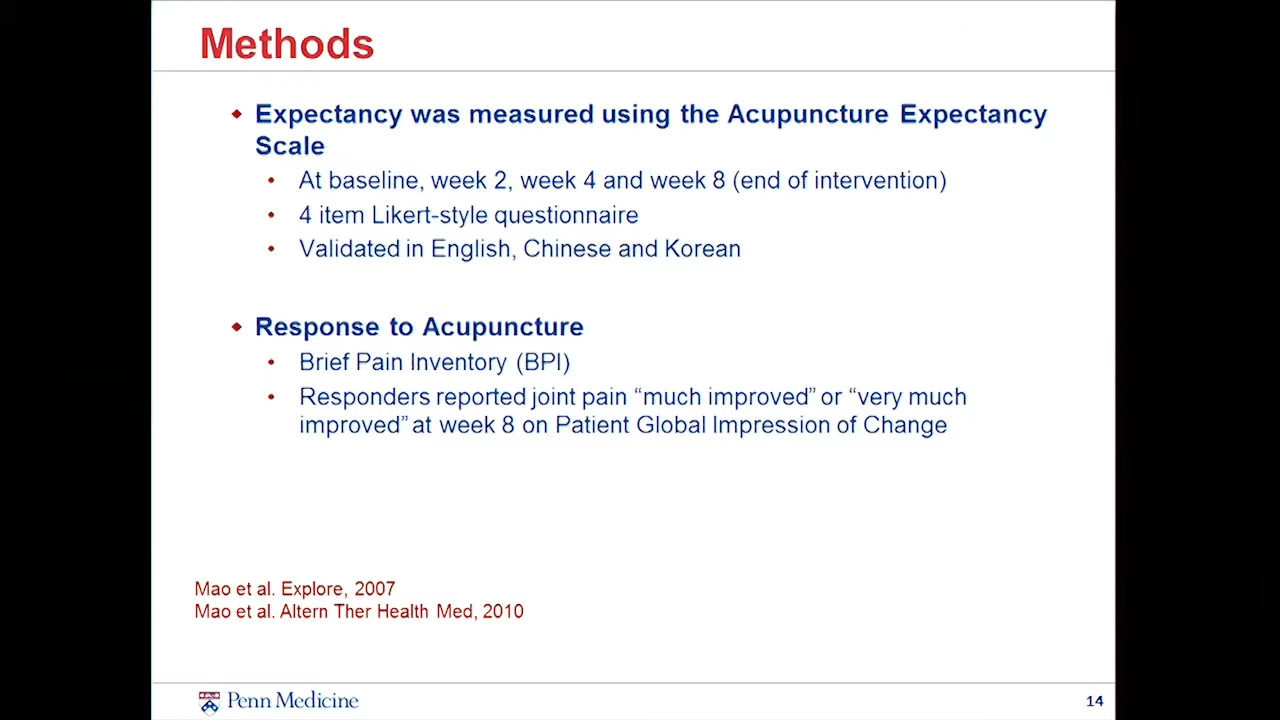 Methods
Expectancy was measured using the Acupuncture Expectancy
Scale
At baseline, week 2, week 4 and week 8 (end of intervention)
4 item Likert-style questionnaire
Validated in English, Chinese and Korean
Response to Acupuncture
Brief Pain Inventory (BPI)
Responders reported joint pain “much improved” or “very much
improved” at week 8 on Patient Global Impression of Change
Mao et al. Explore, 2007
Mao et al. Altern Ther Health Med, 2010
Penn Medicine
14